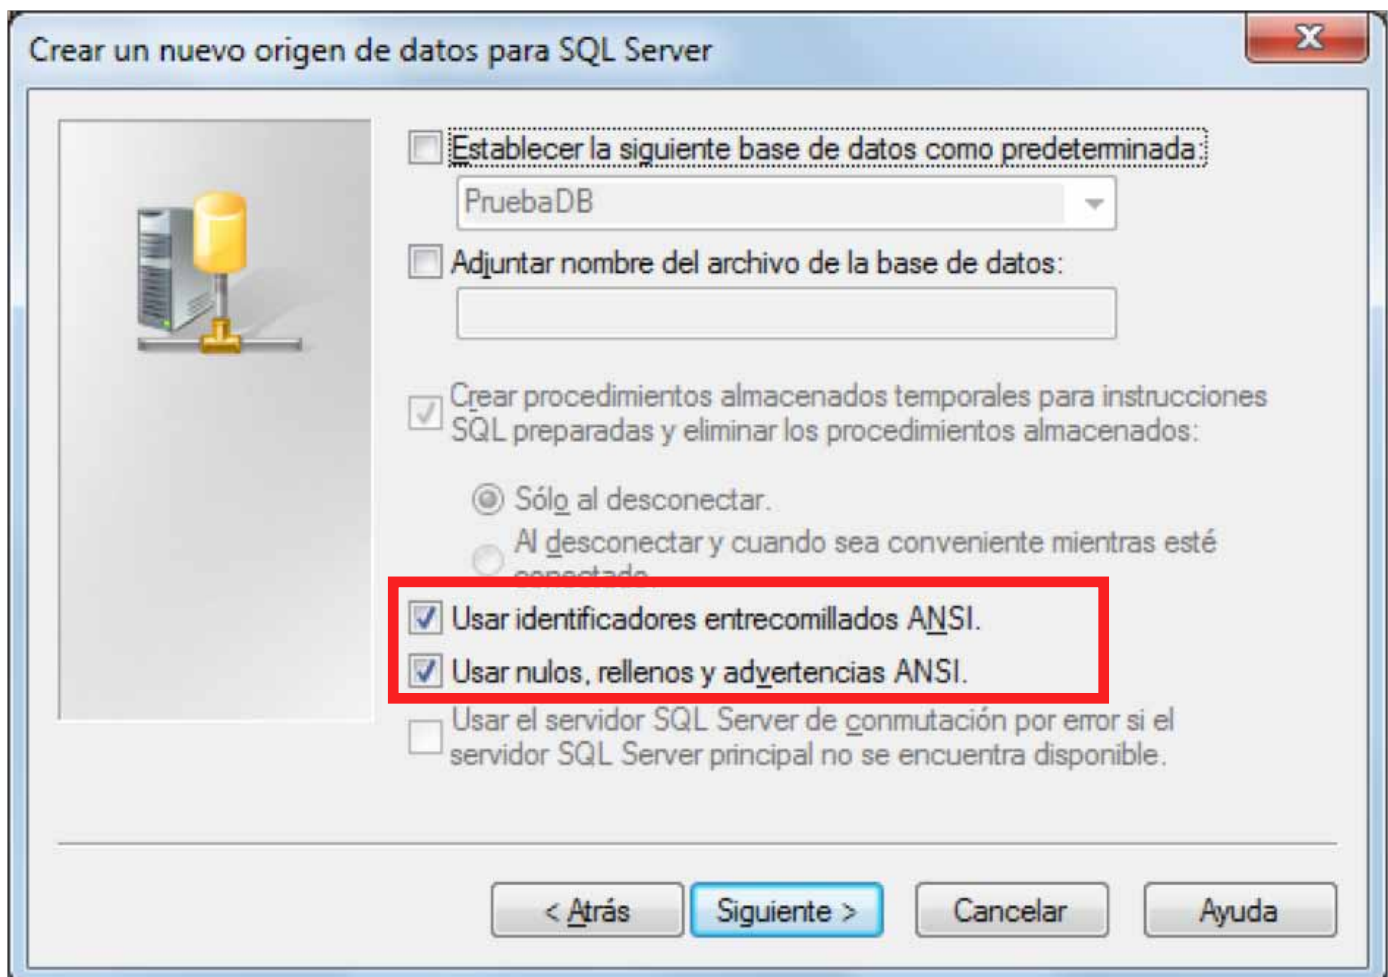 Crear un nuevo origen de datos para SQL Server
X
Establecer la siguiente base de datos como predeterminada:
PruebaDB
Adjuntar nombre del archivo de la base de datos:
Crear procedimientos almacenados temporales para instrucciones
SQL preparadas y eliminar los procedimientos almacenados:
Sólo al desconectar.
Al desconectar y cuando sea conveniente mientras esté
conectado.
Usar identificadores entrecomillados ANSI.
Usar nulos, rellenos y advertencias ANSI.
Usar el servidor SQL Server de conmutación por error si el
servidor SQL Server principal no se encuentra disponible.
< Atrás
Siguiente >
Cancelar
Ayuda